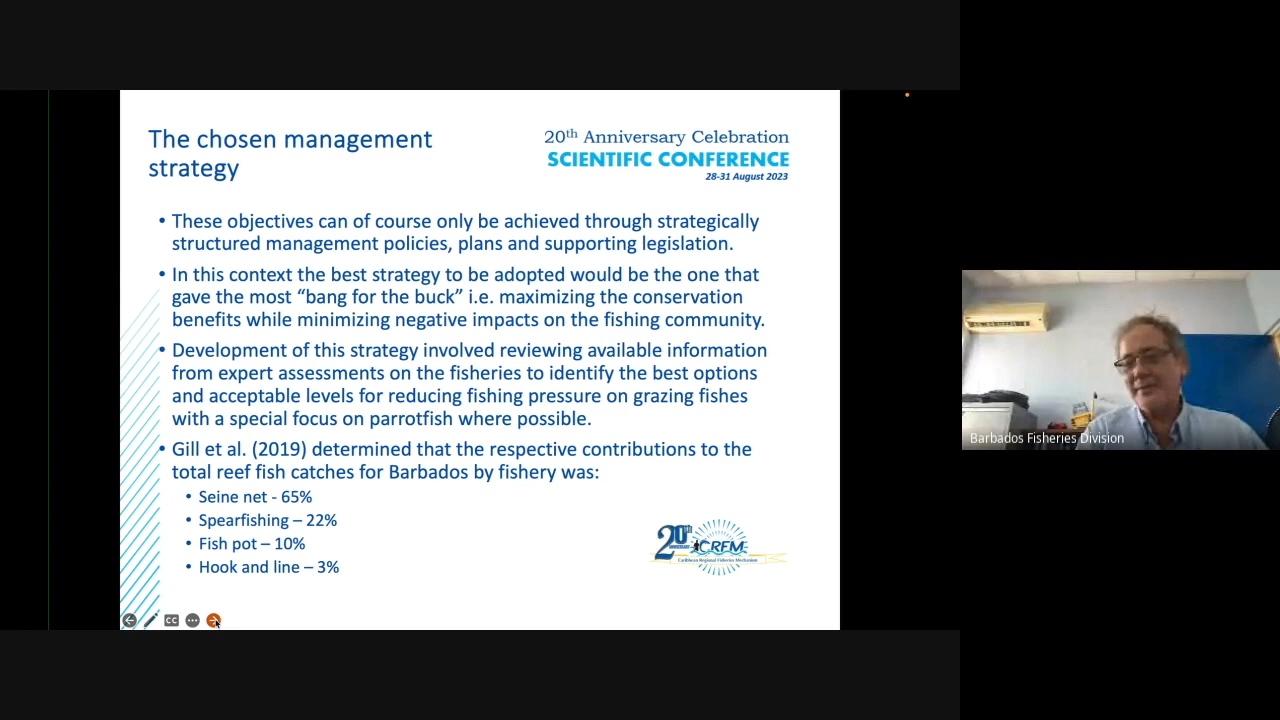 The chosen management
strategy
20th Anniversary Celebration
SCIENTIFIC CONFERENCE
28-31 August 2023
• These objectives can of course only be achieved through strategically
structured management policies, plans and supporting legislation.
• In this context the best strategy to be adopted would be the one that
gave the most “bang for the buck” i.e. maximizing the conservation
benefits while minimizing negative impacts on the fishing community.
• Development of this strategy involved reviewing available information
from expert assessments on the fisheries to identify the best options
and acceptable levels for reducing fishing pressure on grazing fishes
with a special focus on parrotfish where possible.
• Gill et al. (2019) determined that the respective contributions to the
total reef fish catches for Barbados by fishery was:
• Seine net - 65%
• Spearfishing – 22%
• Fish pot – 10%
• Hook and line – 3%
20th
ANNIVERSARY
CRFM
Caribbean Regional Fisheries Mechanism
CC
Barbados Fisheries Division